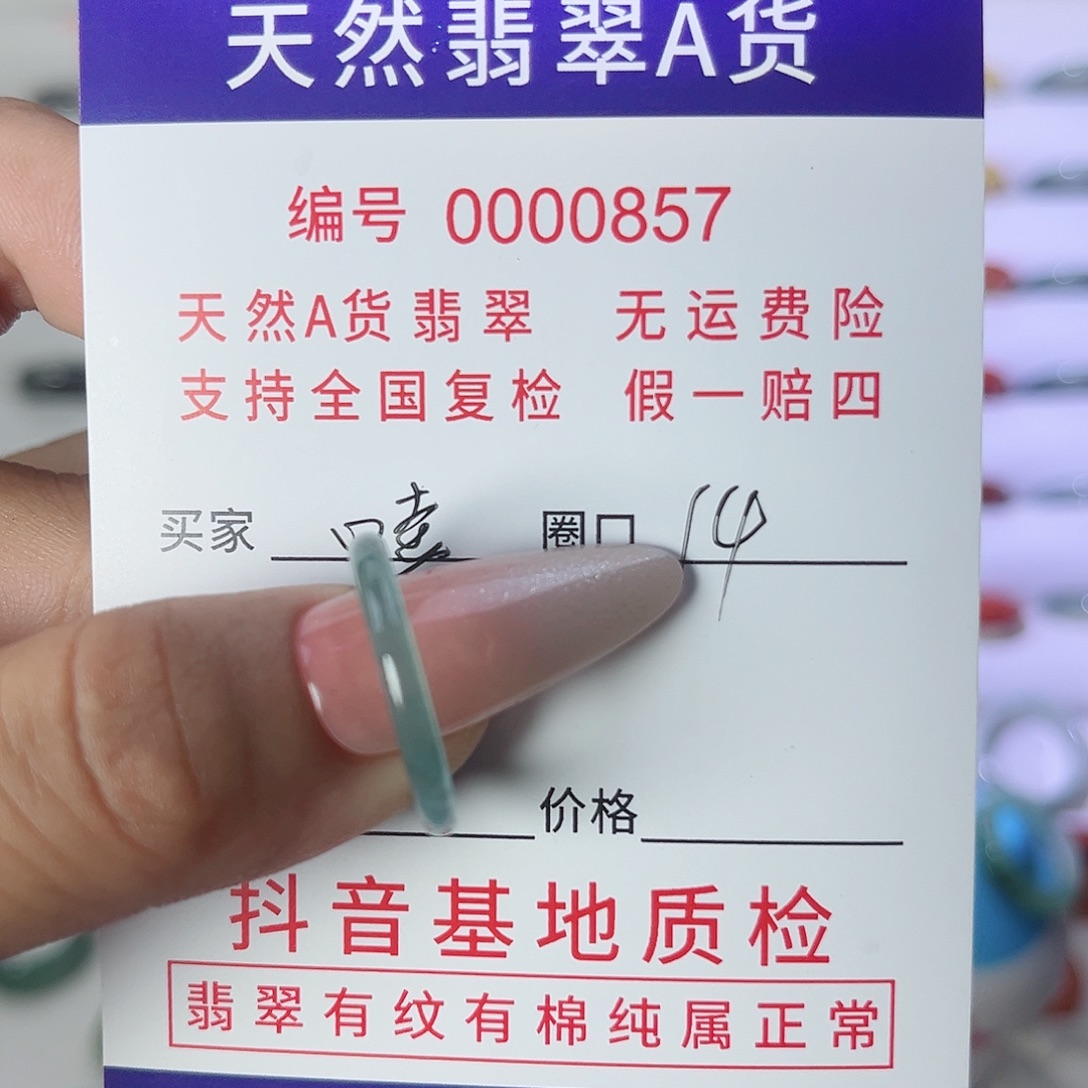 天然翡翠A货
编号 0000857
天然A货翡翠 无运费险
支持全国复检 假一赔四
买家 圈口 14
价格
抖音基地质检
翡翠有纹有棉纯属正常